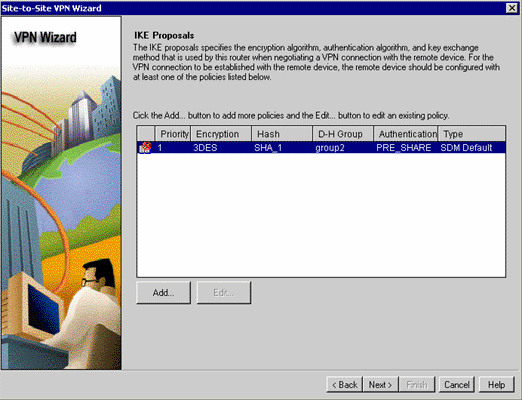 Site-to-Site VPN Wizard
VPN Wizard
IKE Proposals
The IKE proposals specifies the encryption algorithm, authentication algorithm, and key exchange
method that is used by this router when negotiating a VPN connection with the remote device. For the
VPN connection to be established with the remote device, the remote device should be configured with
at least one of the policies listed below.
Cick the Add... button to add more policies and the Edit... button to edit an existing policy.
Priority Encryption Hash D-H Group Authentication Type
1 3DES SHA_1 group2 PRE_SHARE SDM Default
Add... Edit...
< Back Next > Finish Cancel Help